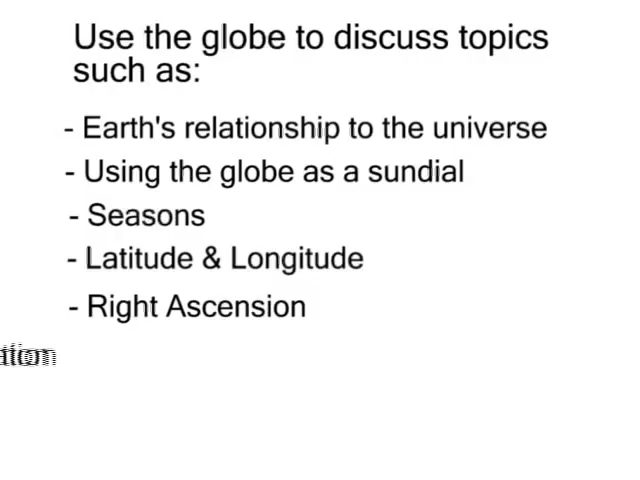 Use the globe to discuss topics
such as:
- Earth's relationship to the universe
- Using the globe as a sundial
- Seasons
- Latitude & Longitude
- Right Ascension
ation